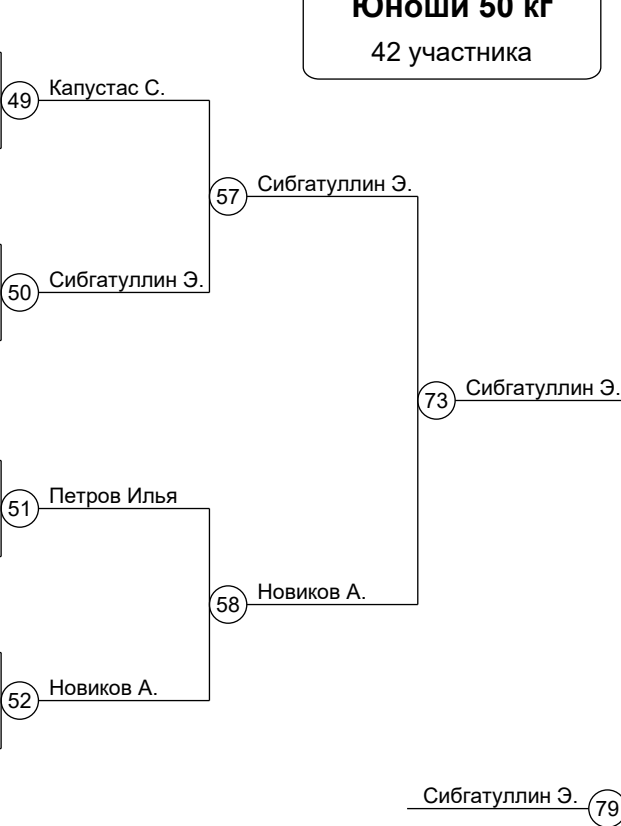 Юноши 50 кг
42 участника
49 Капустас С.
57 Сибгатуллин Э.
50 Сибгатуллин Э.
73 Сибгатуллин Э.
51 Петров Илья
58 Новиков А.
52 Новиков А.
Сибгатуллин Э. 79